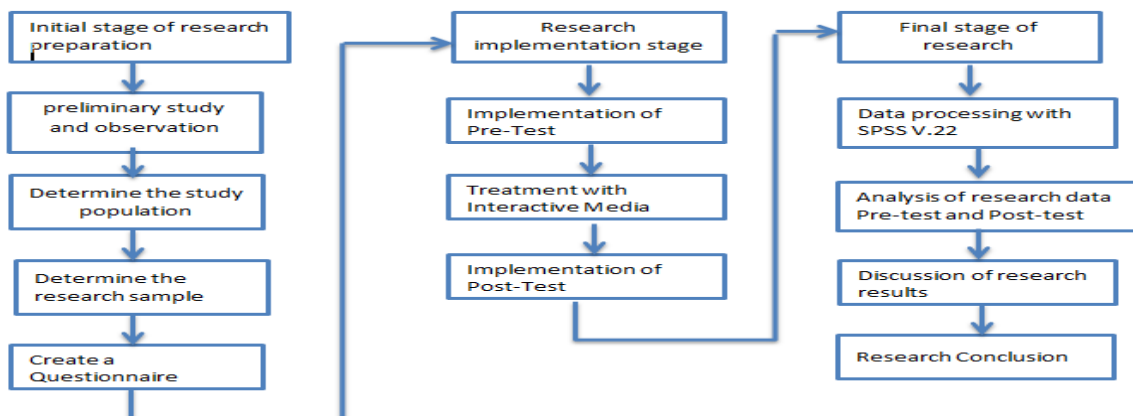 Initial stage of research
preparation
preliminary study
and observation
Determine the study
population
Determine the
research sample
Create a
Questionnaire
Research
implementation stage
Implementation of
Pre-Test
Treatment with
Interactive Media
Implementation of
Post-Test
Final stage of
research
Data processing with
SPSS V.22
Analysis of research data
Pre-test and Post-test
Discussion of research
results
Research Conclusion